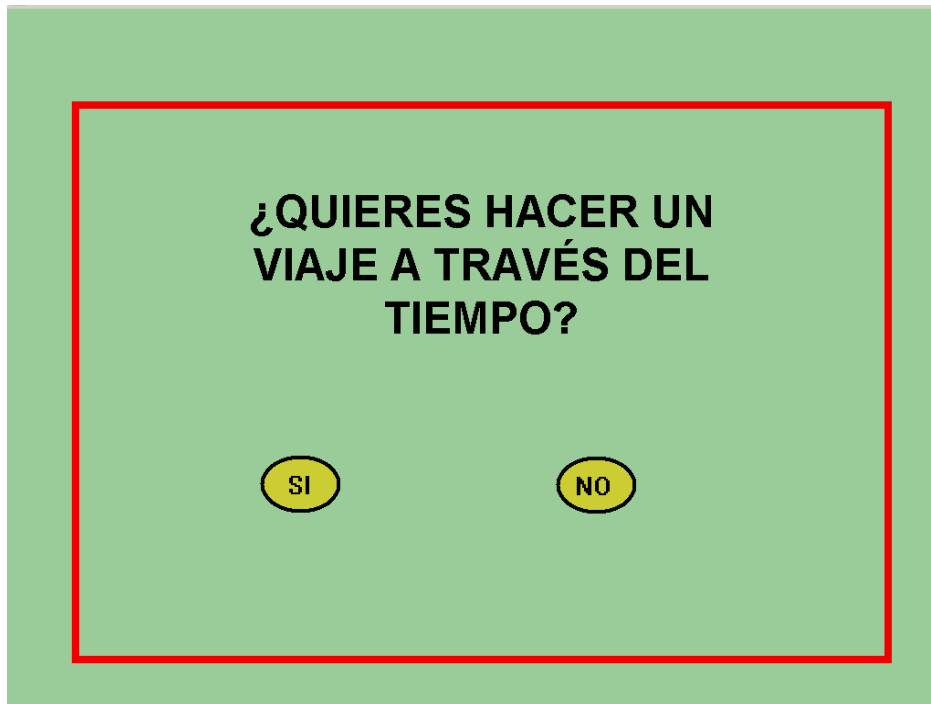 ¿QUIERES HACER UN
VIAJE A TRAVÉS DEL
TIEMPO?
SI
NO